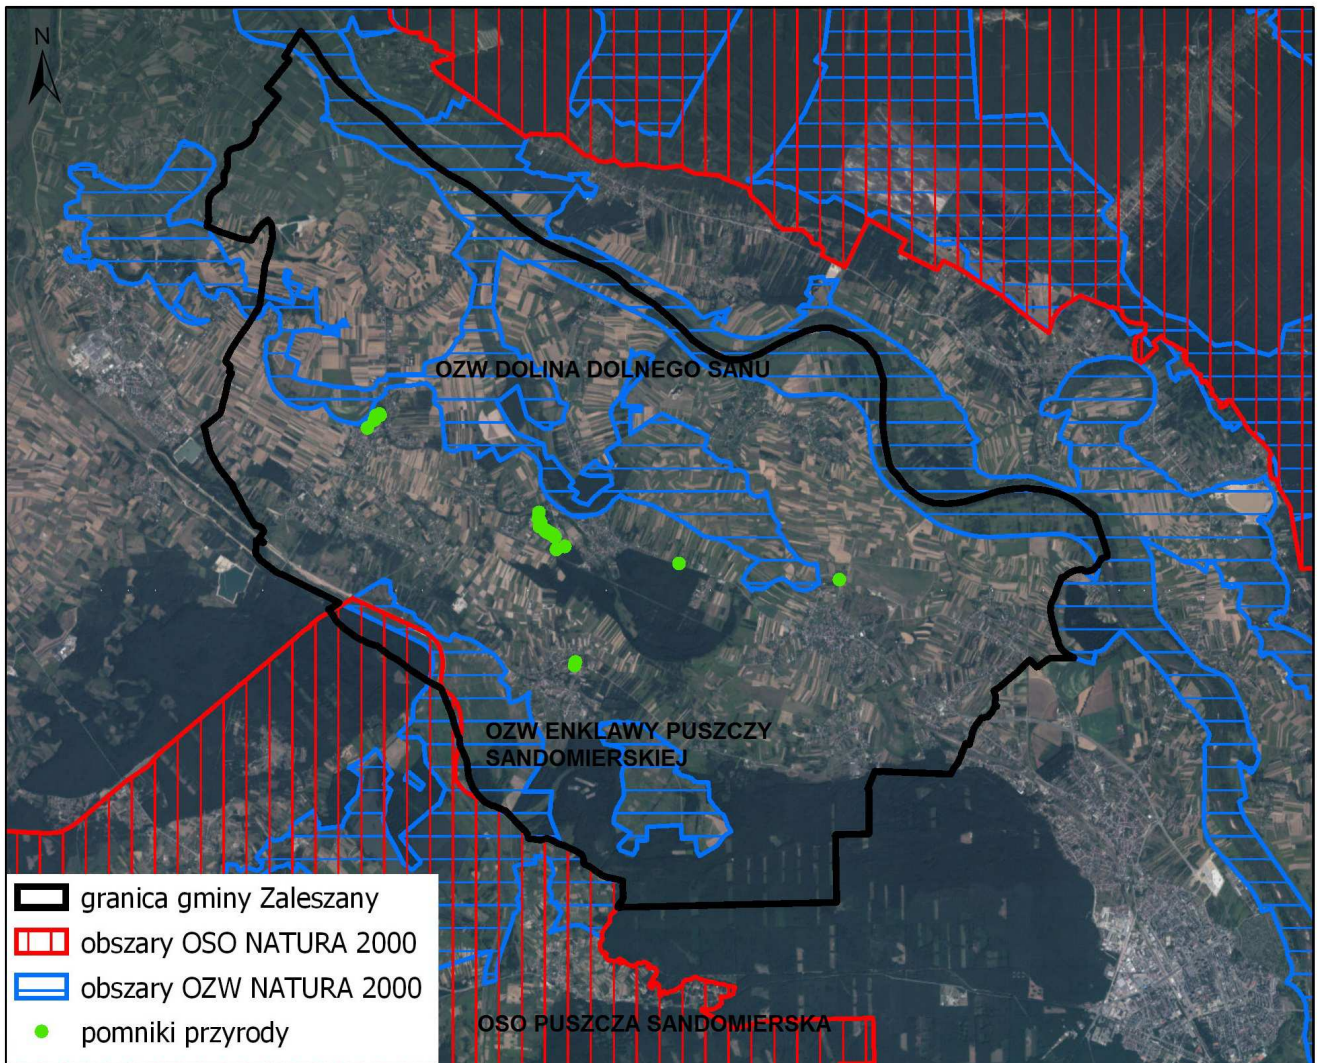 N
OZW DOLINA DOLNEGO SANU
OZW ENKLAWY PUSZCZY
SANDOMIERSKIEJ
OSO PUSZCZA SANDOMIERSKA
granica gminy Zaleszany
obszary OSO NATURA 2000
obszary OZW NATURA 2000
pomniki przyrody